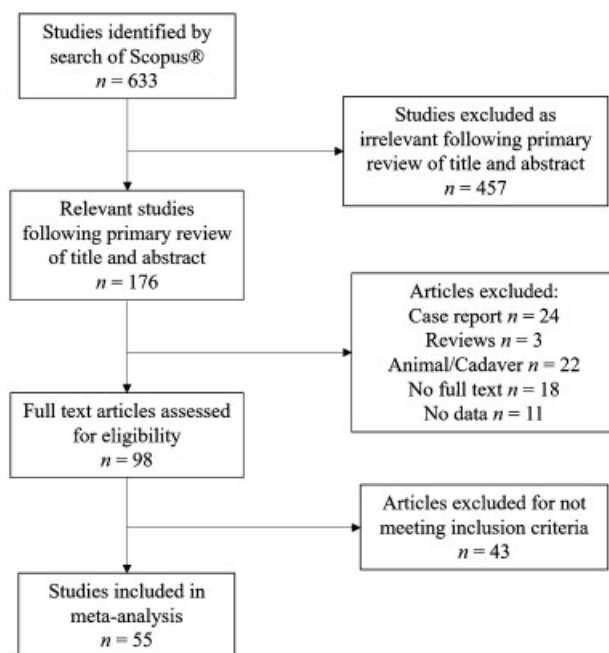 Studies identified by
search of Scopus®
n = 633
Studies excluded as
irrelevant following primary
review of title and abstract
n = 457
Relevant studies
following primary review
of title and abstract
n = 176
Articles excluded:
Case report n = 24
Reviews n = 3
Animal/Cadaver n = 22
No full text n = 18
No data n = 11
Full text articles assessed
for eligibility
n = 98
Articles excluded for not
meeting inclusion criteria
n = 43
Studies included in
meta-analysis
n = 55